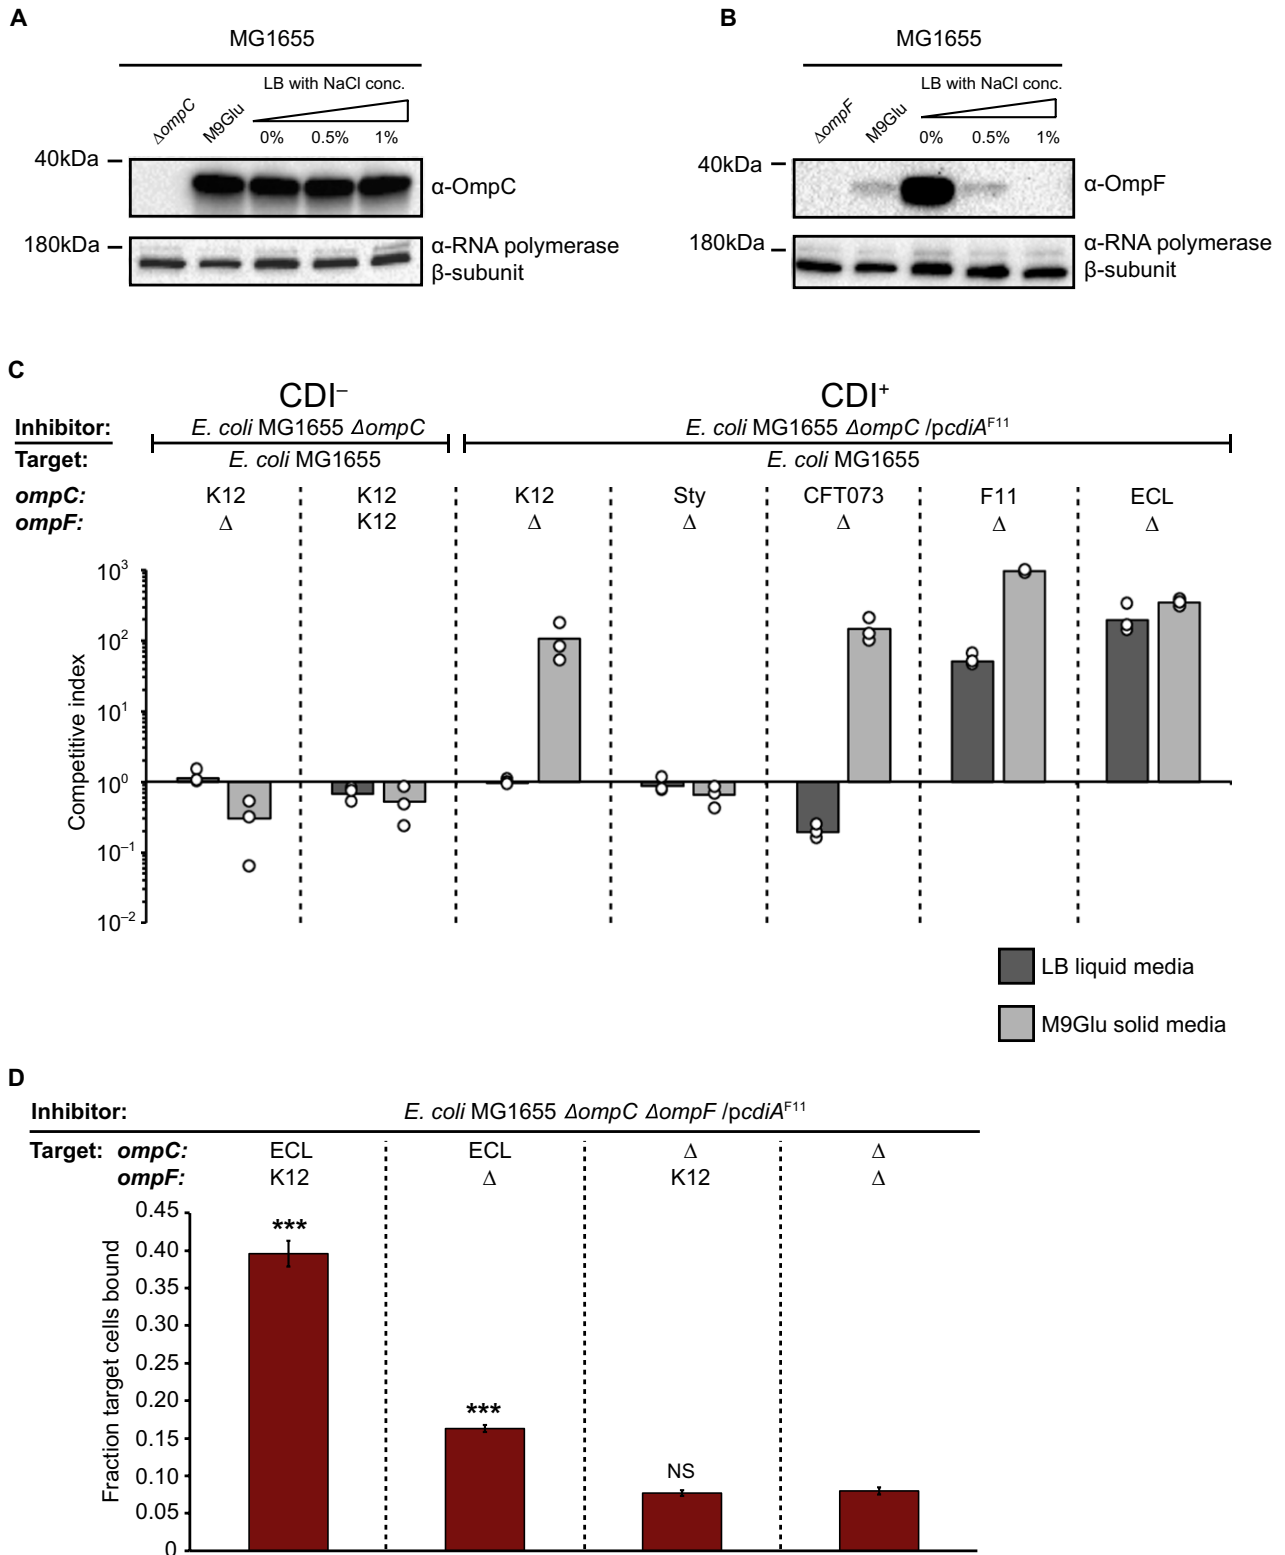 A
MG1655
LB with NaCl conc.
ΔompC M9Glu 0% 0.5% 1%
40kDa
α-OmpC
180kDa
α-RNA polymerase
β-subunit
B
MG1655
LB with NaCl conc.
ΔompF M9Glu 0% 0.5% 1%
40kDa
α-OmpF
180kDa
α-RNA polymerase
β-subunit
C
CDI⁻ CDI⁺
Inhibitor: E. coli MG1655 ΔompC E. coli MG1655 ΔompC /pcdiA^F11
Target: E. coli MG1655 E. coli MG1655
ompC: K12 K12 K12 Sty CFT073 F11 ECL
ompF: Δ K12 Δ Δ Δ Δ Δ
Competitive index
10³
10²
10¹
10⁰
10⁻¹
10⁻²
LB liquid media
M9Glu solid media
D
Inhibitor: E. coli MG1655 ΔompC ΔompF /pcdiA^F11
Target: ompC: ECL ECL Δ Δ
ompF: K12 Δ K12 Δ
Fraction target cells bound
0.45
0.40
0.35
0.30
0.25
0.20
0.15
0.10
0.05
0
***
***
NS